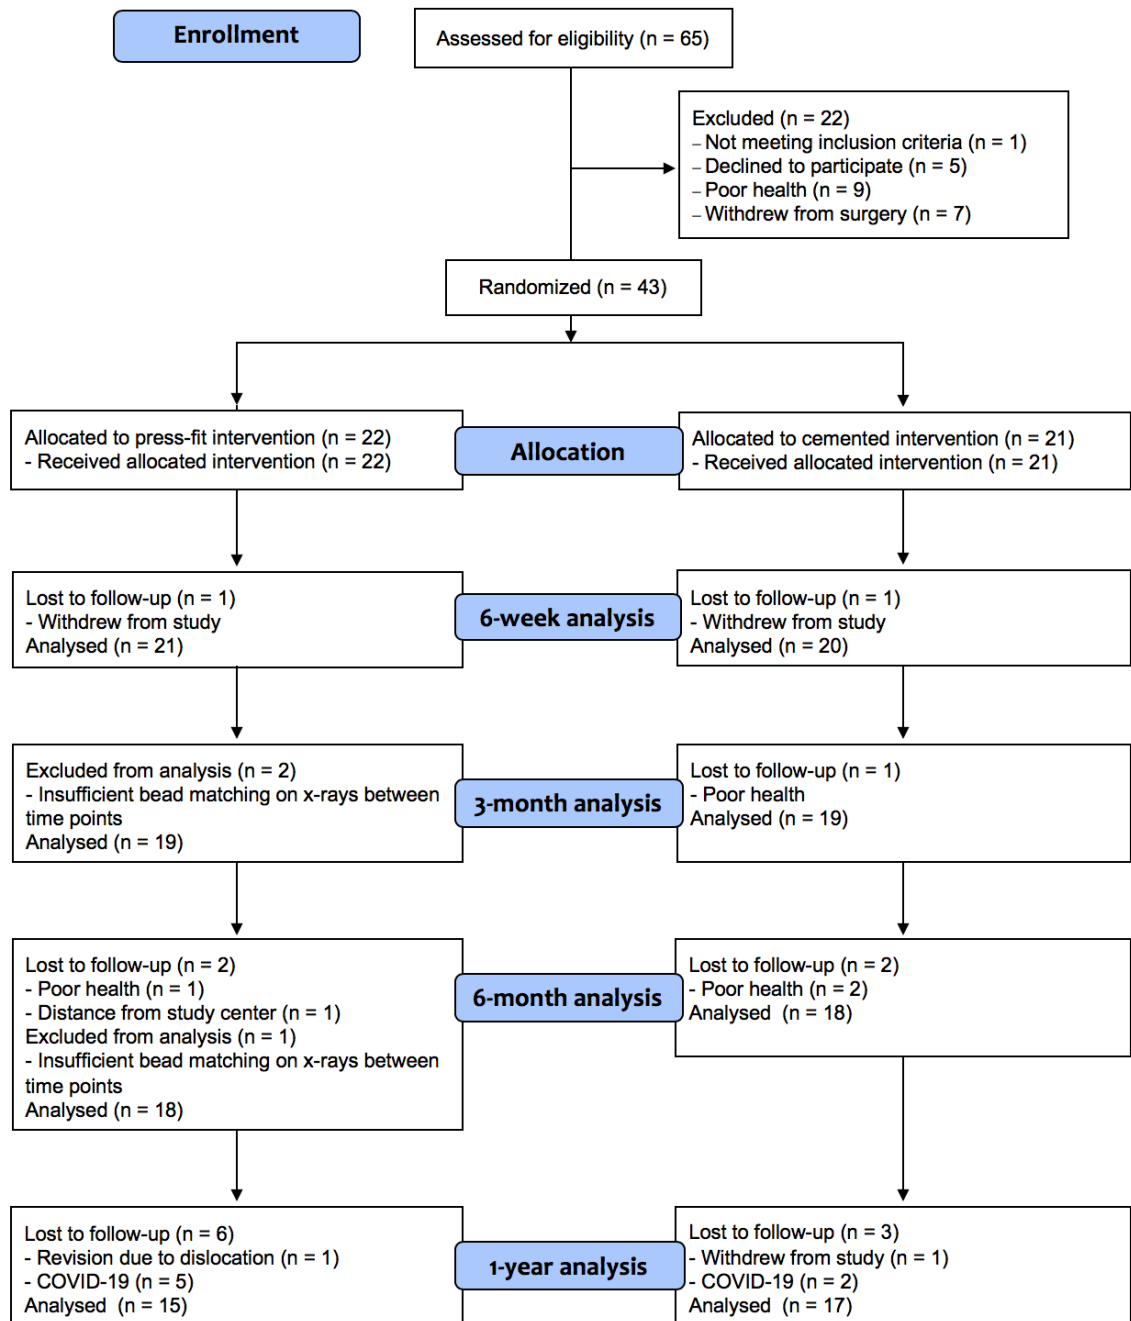 Enrollment
Assessed for eligibility (n = 65)
Excluded (n = 22)
– Not meeting inclusion criteria (n = 1)
– Declined to participate (n = 5)
– Poor health (n = 9)
– Withdrew from surgery (n = 7)
Randomized (n = 43)
Allocated to press-fit intervention (n = 22)
- Received allocated intervention (n = 22)
Allocation
Allocated to cemented intervention (n = 21)
- Received allocated intervention (n = 21)
Lost to follow-up (n = 1)
- Withdrew from study
Analysed (n = 21)
6-week analysis
Lost to follow-up (n = 1)
- Withdrew from study
Analysed (n = 20)
Excluded from analysis (n = 2)
- Insufficient bead matching on x-rays between
time points
Analysed (n = 19)
3-month analysis
Lost to follow-up (n = 1)
- Poor health
Analysed (n = 19)
Lost to follow-up (n = 2)
- Poor health (n = 1)
- Distance from study center (n = 1)
Excluded from analysis (n = 1)
- Insufficient bead matching on x-rays between
time points
Analysed (n = 18)
6-month analysis
Lost to follow-up (n = 2)
- Poor health (n = 2)
Analysed (n = 18)
Lost to follow-up (n = 6)
- Revision due to dislocation (n = 1)
- COVID-19 (n = 5)
Analysed (n = 15)
1-year analysis
Lost to follow-up (n = 3)
- Withdrew from study (n = 1)
- COVID-19 (n = 2)
Analysed (n = 17)